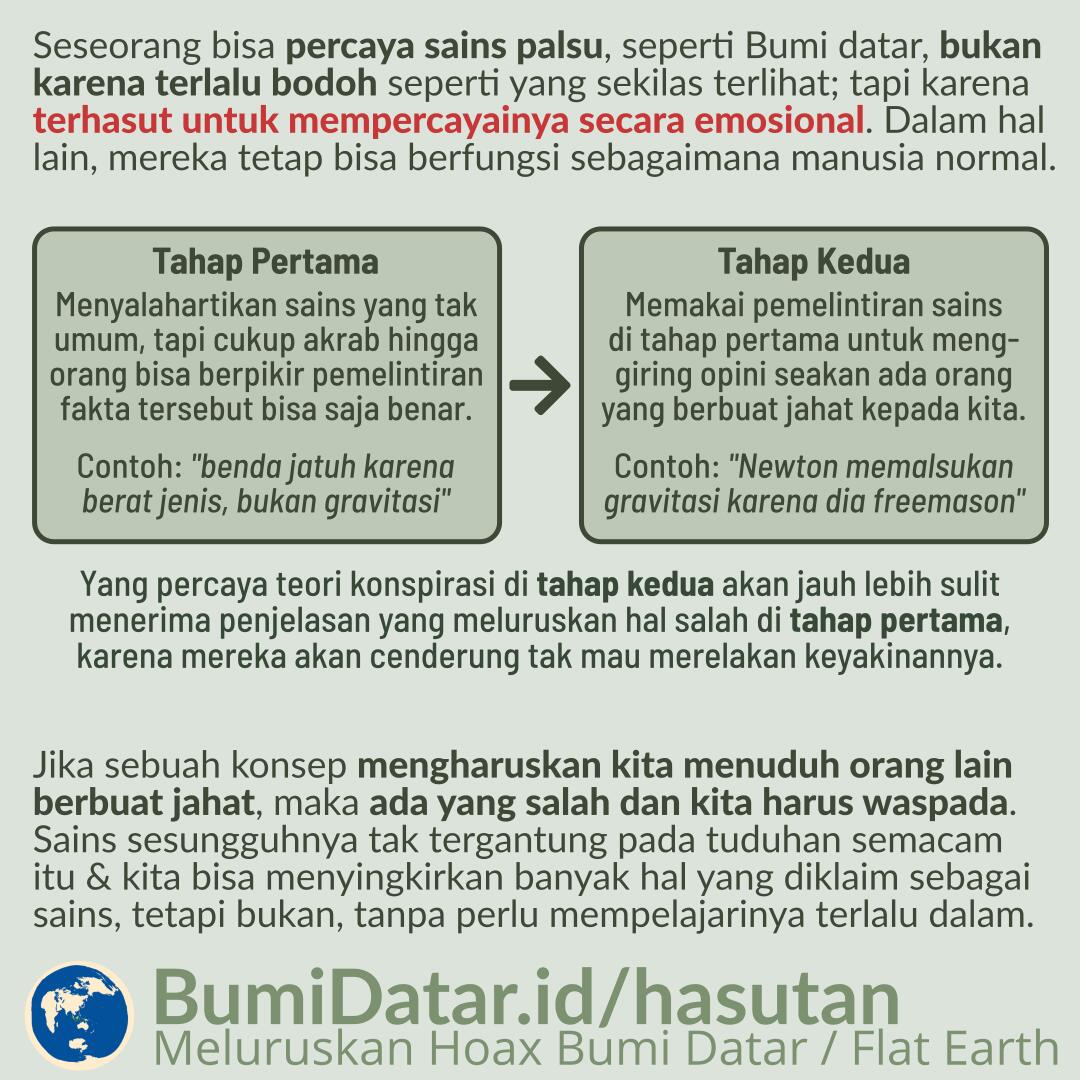 Seseorang bisa percaya sains palsu, seperti Bumi datar, bukan
karena terlalu bodoh seperti yang sekilas terlihat; tapi karena
terhasut untuk mempercayainya secara emosional. Dalam hal
lain, mereka tetap bisa berfungsi sebagaimana manusia normal.
Tahap Pertama
Menyalahartikan sains yang tak
umum, tapi cukup akrab hingga
orang bisa berpikir pemelintiran
fakta tersebut bisa saja benar.
Contoh: "benda jatuh karena
berat jenis, bukan gravitasi"
Tahap Kedua
Memakai pemelintiran sains
di tahap pertama untuk meng-
giring opini seakan ada orang
yang berbuat jahat kepada kita.
Contoh: "Newton memalsukan
gravitasi karena dia freemason"
Yang percaya teori konspirasi di tahap kedua akan jauh lebih sulit
menerima penjelasan yang meluruskan hal salah di tahap pertama,
karena mereka akan cenderung tak mau merelakan keyakinannya.
Jika sebuah konsep mengharuskan kita menuduh orang lain
berbuat jahat, maka ada yang salah dan kita harus waspada.
Sains sesungguhnya tak tergantung pada tuduhan semacam
itu & kita bisa menyingkirkan banyak hal yang diklaim sebagai
sains, tetapi bukan, tanpa perlu mempelajarinya terlalu dalam.
BumiDatar.id/hasutan
Meluruskan Hoax Bumi Datar / Flat Earth